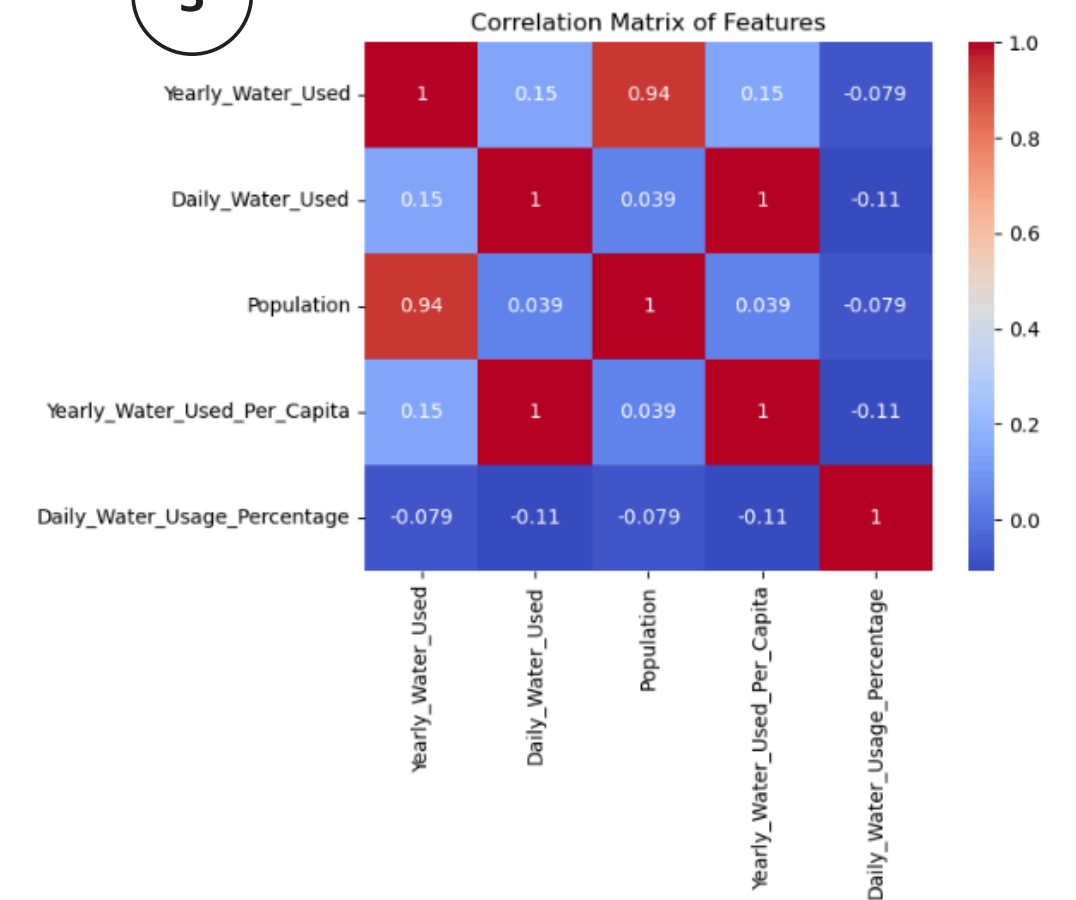 Correlation Matrix of Features
Yearly_Water_Used 1 0.15 0.94 0.15 -0.079
Daily_Water_Used 0.15 1 0.039 1 -0.11
Population 0.94 0.039 1 0.039 -0.079
Yearly_Water_Used_Per_Capita 0.15 1 0.039 1 -0.11
Daily_Water_Usage_Percentage -0.079 -0.11 -0.079 -0.11 1
Yearly_Water_Used
Daily_Water_Used
Population
Yearly_Water_Used_Per_Capita
Daily_Water_Usage_Percentage
1.0
0.8
0.6
0.4
0.2
0.0